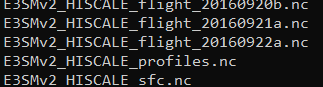 E3SMv2_HISCALE_flight_20160920b.nc
E3SMv2_HISCALE_flight_20160921a.nc
E3SMv2_HISCALE_flight_20160922a.nc
E3SMv2_HISCALE_profiles.nc
E3SMv2_HISCALE_sfc.nc